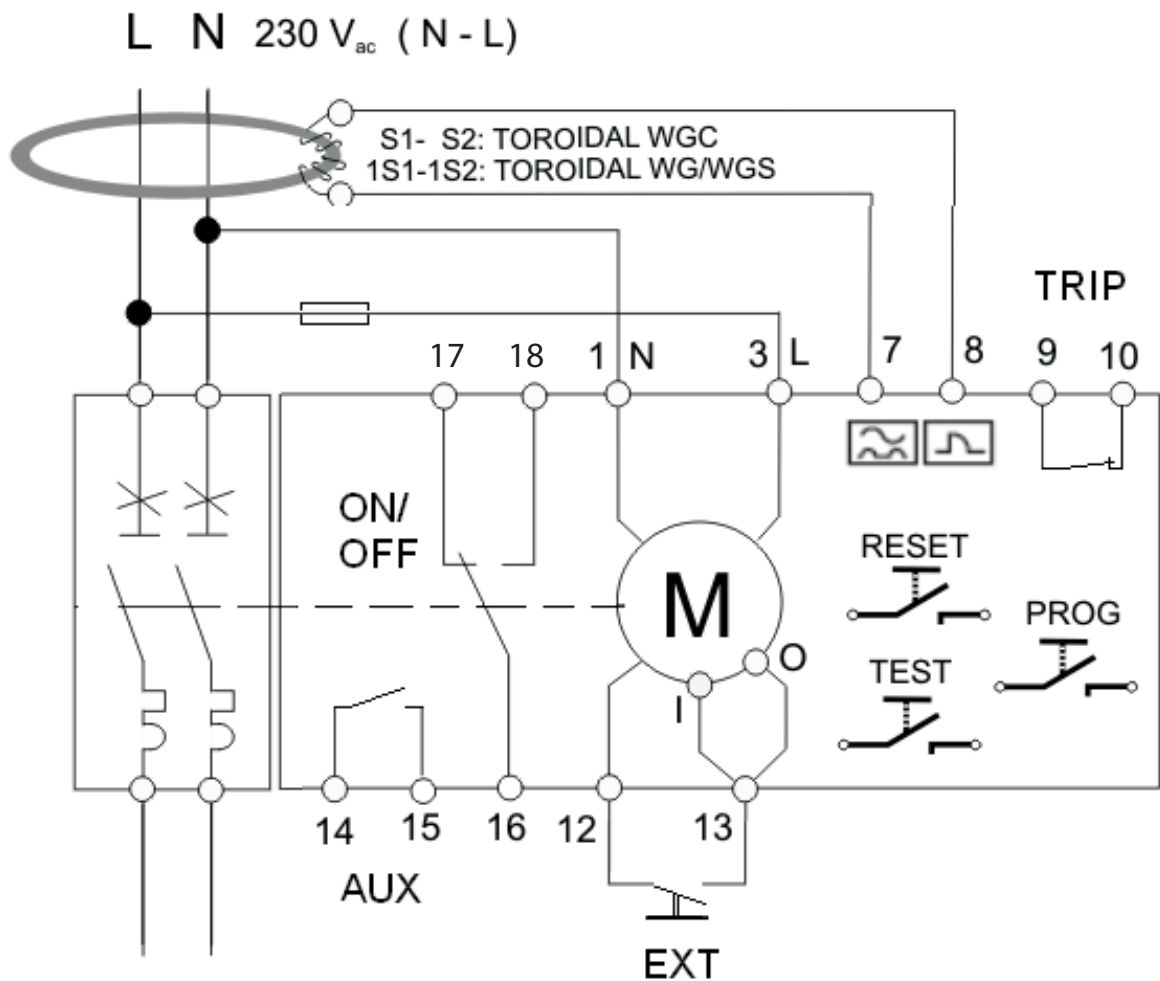 L N 230 Vac ( N - L)
S1- S2: TOROIDAL WGC
1S1-1S2: TOROIDAL WG/WGS
TRIP
17 18 1 N 3 L 7 8 9 10
ON/
OFF
RESET
M
PROG
O
TEST
I
14 15 16 12 13
AUX
EXT